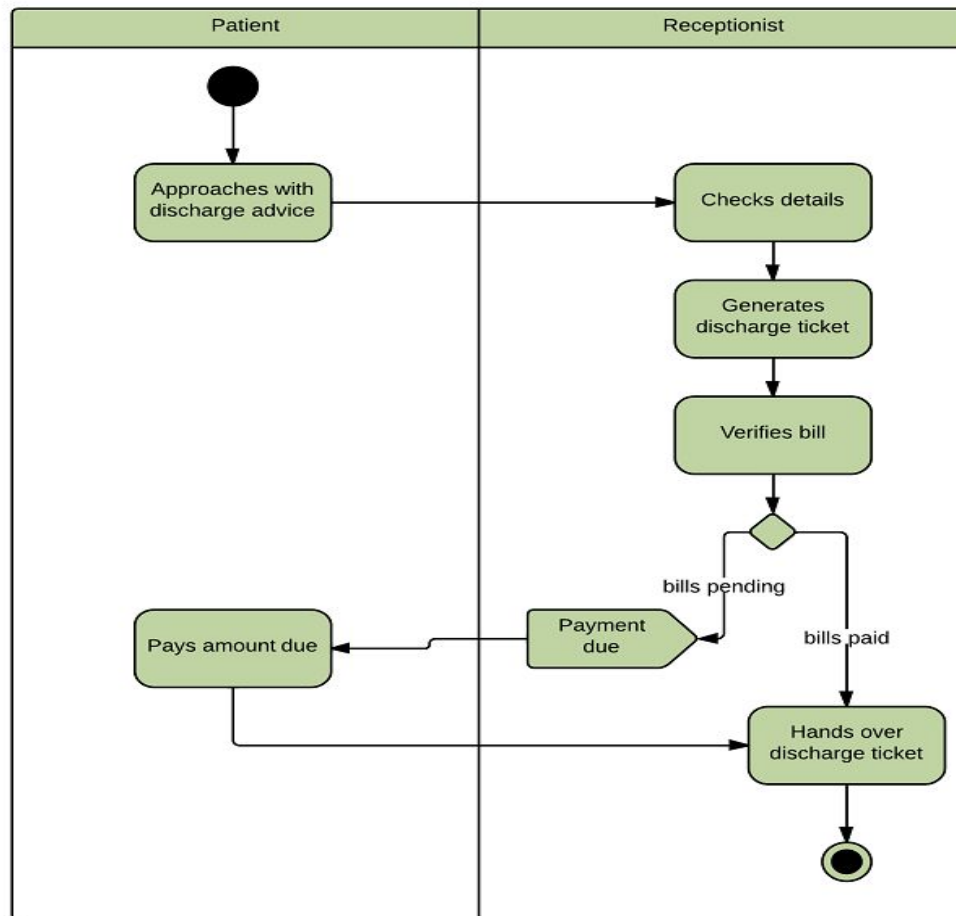 Patient
Receptionist
Approaches with
discharge advice
Checks details
Generates
discharge ticket
Verifies bill
bills pending
Payment
due
Pays amount due
bills paid
Hands over
discharge ticket